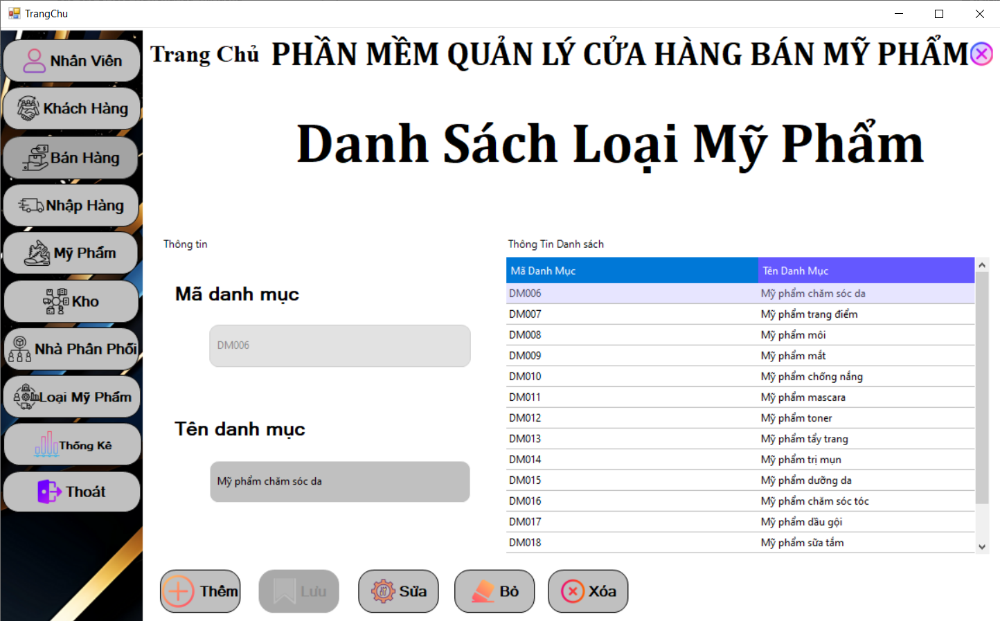 TrangChu
Nhân Viên
Khách Hàng
Bán Hàng
Nhập Hàng
Mỹ Phẩm
Kho
Nhà Phân Phối
Loại Mỹ Phẩm
Thống Kê
Thoát
Trang Chủ PHẦN MỀM QUẢN LÝ CỬA HÀNG BÁN MỸ PHẨM
Danh Sách Loại Mỹ Phẩm
Thông tin
Mã danh mục
DM006
Tên danh mục
Mỹ phẩm chăm sóc da
Thông Tin Danh sách
Mã Danh Mục Tên Danh Mục
DM006 Mỹ phẩm chăm sóc da
DM007 Mỹ phẩm trang điểm
DM008 Mỹ phẩm môi
DM009 Mỹ phẩm mắt
DM010 Mỹ phẩm chống nắng
DM011 Mỹ phẩm mascara
DM012 Mỹ phẩm toner
DM013 Mỹ phẩm tẩy trang
DM014 Mỹ phẩm trị mụn
DM015 Mỹ phẩm dưỡng da
DM016 Mỹ phẩm chăm sóc tóc
DM017 Mỹ phẩm dầu gội
DM018 Mỹ phẩm sữa tắm
Thêm Lưu Sửa Bỏ Xóa